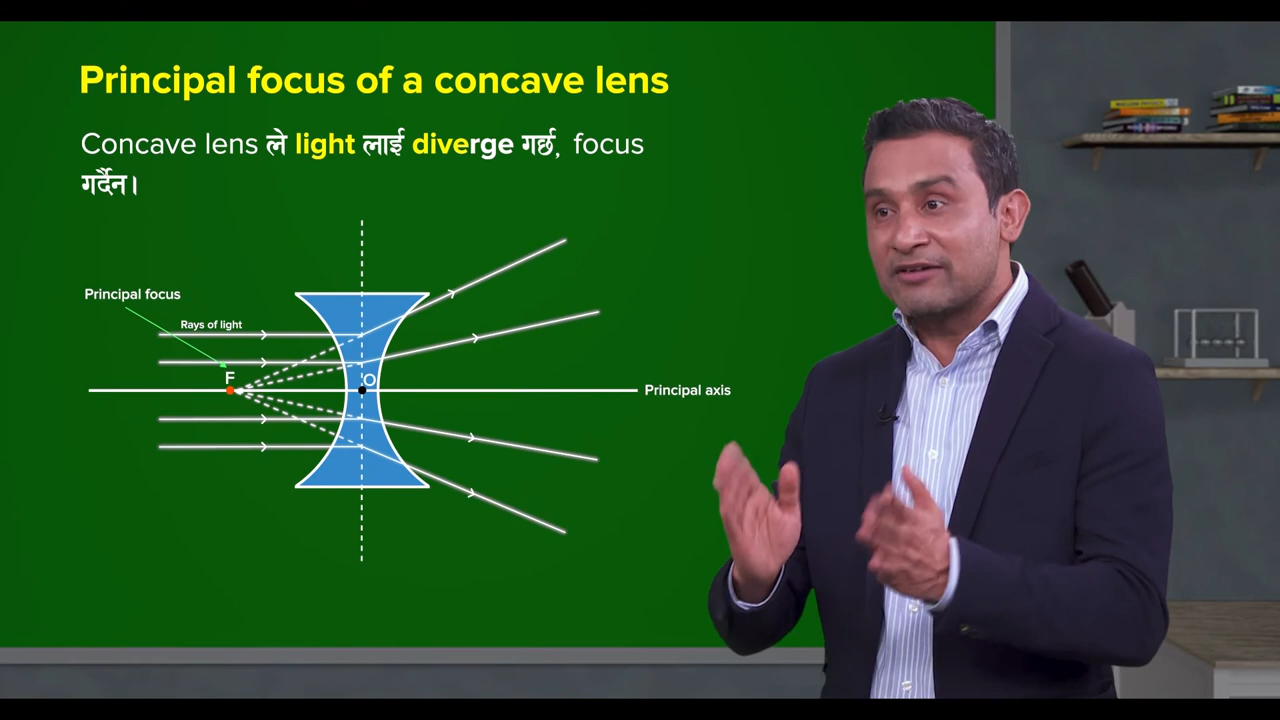 Principal focus of a concave lens
Concave lens ले light लाई diverge गर्छ, focus
गर्दैन।
Principal focus
Rays of light
F
O
Principal axis